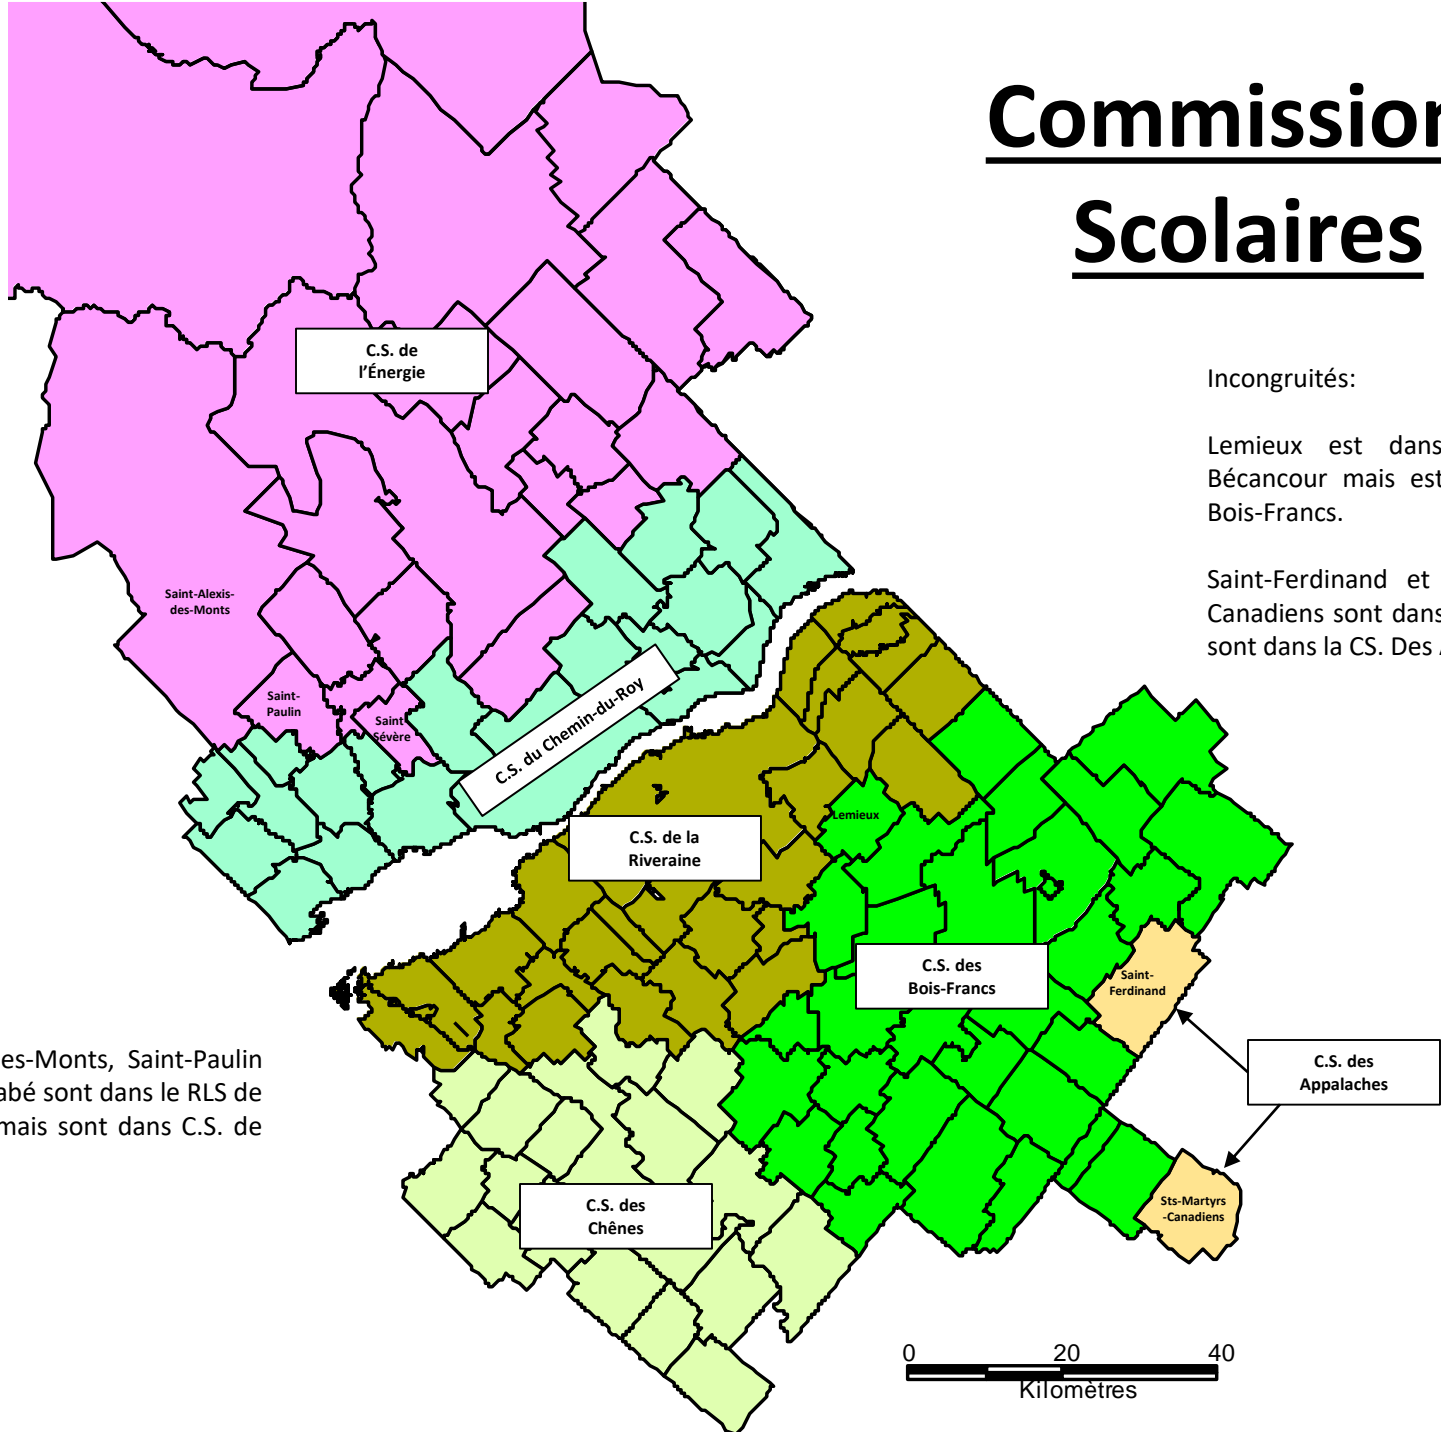 Commission
Scolaires
C.S. de
l'Énergie
Incongruités:
Lemieux est dans
Bécancour mais est
Bois-Francs.
Saint-Ferdinand et
Canadiens sont dans
sont dans la CS. Des
Saint-Alexis-
des-Monts
Saint-
Paulin
Saint
Sévère
C.S. du Chemin-du-Roy
Lemieux
C.S. de la
Riveraine
C.S. des
Bois-Francs
Saint-
Ferdinand
es-Monts, Saint-Paulin
abé sont dans le RLS de
mais sont dans C.S. de
C.S. des
Appalaches
C.S. des
Chênes
Sts-Martyrs
-Canadiens
0 20 40
Kilomètres